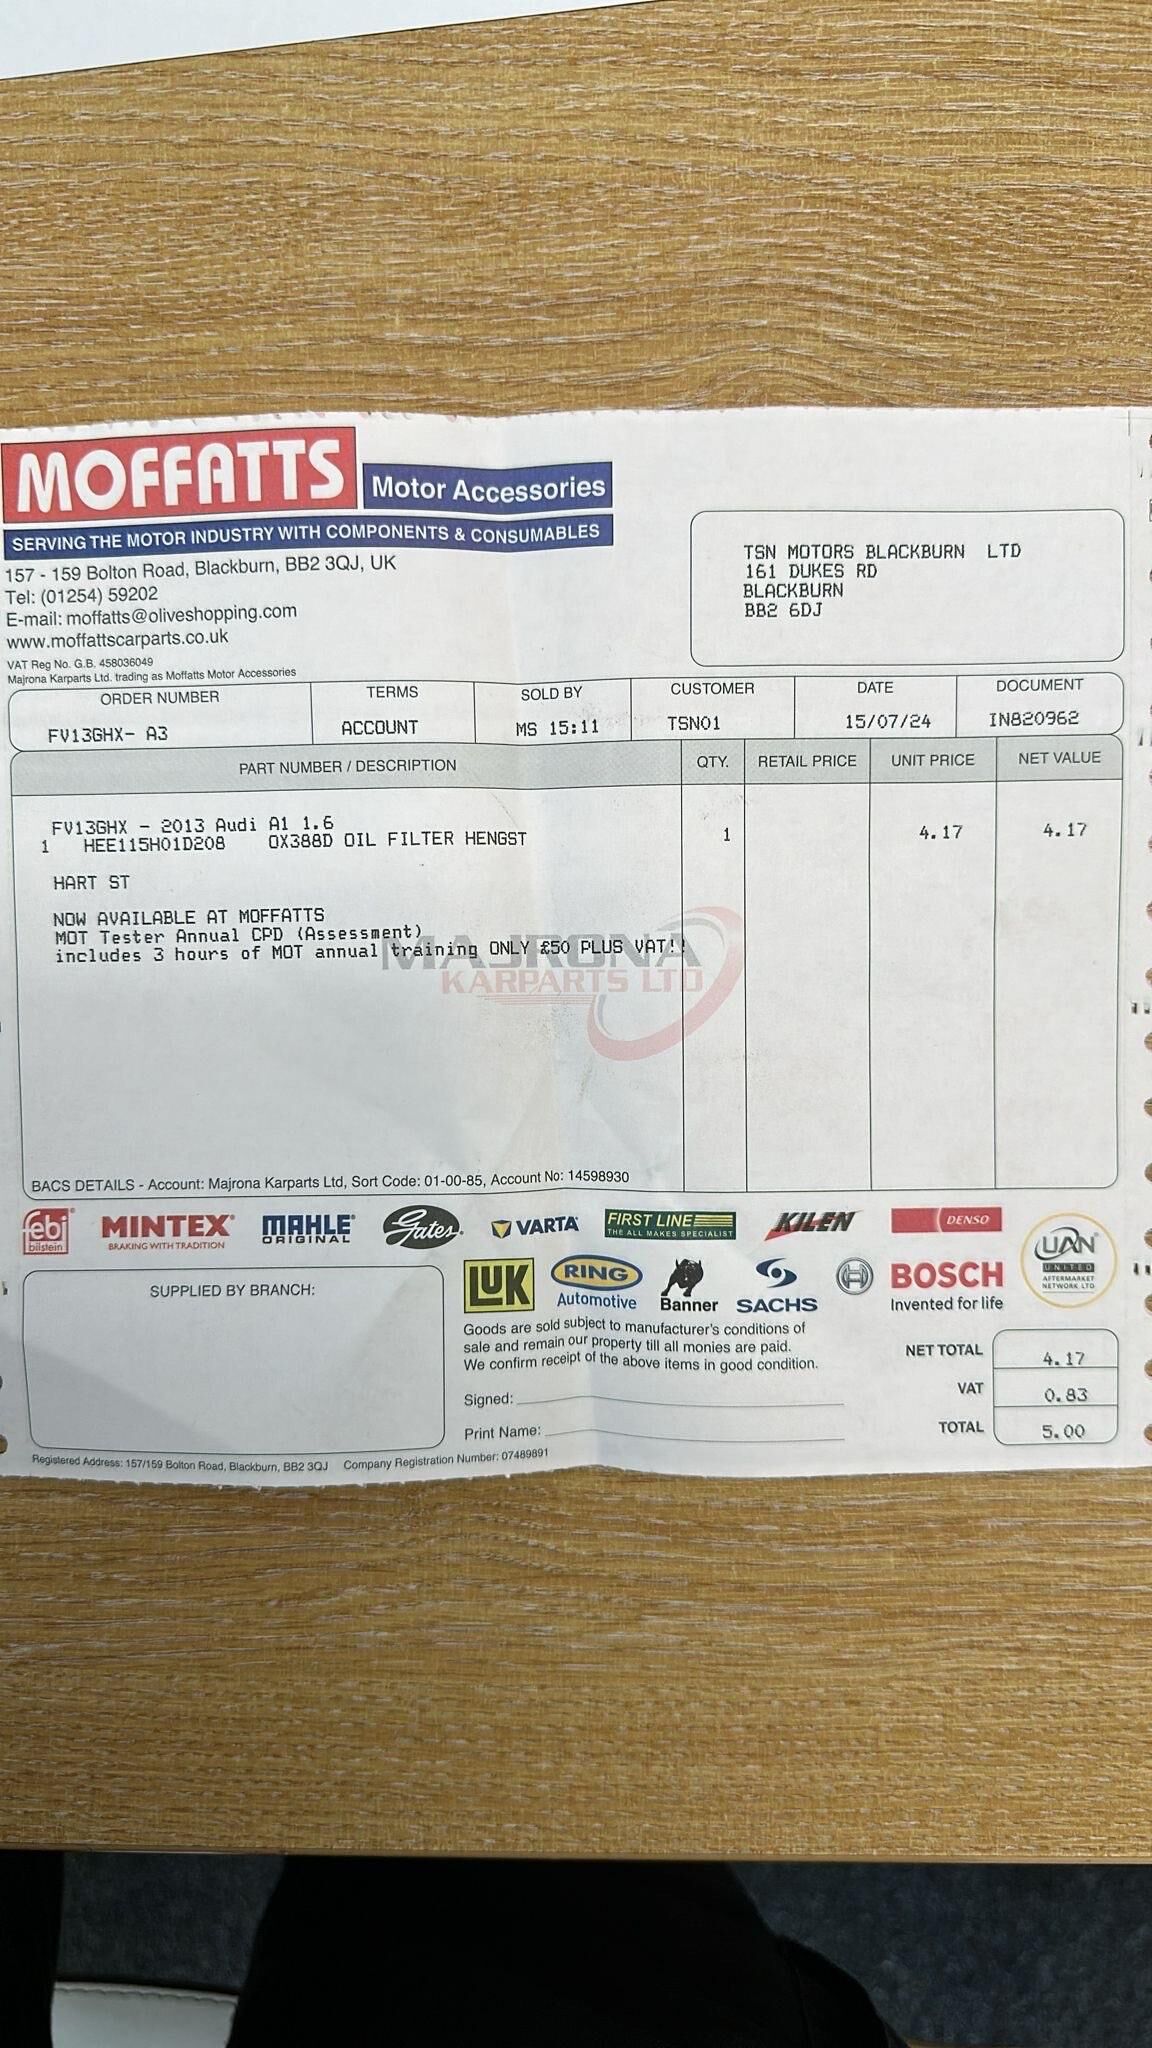 MOFFATTS
Motor Accessories
SERVING THE MOTOR INDUSTRY WITH COMPONENTS & CONSUMABLES
157 - 159 Bolton Road, Blackburn, BB2 3QJ, UK
Tel: (01254) 59202
E-mail: moffatts@oliveshopping.com
www.moffattscarparts.co.uk
VAT Reg No. G.B. 458036049
Majrona Karparts Ltd. trading as Moffatts Motor Accessories
TSN MOTORS BLACKBURN LTD
161 DUKES RD
BLACKBURN
BB2 6DJ
ORDER NUMBER TERMS SOLD BY CUSTOMER DATE DOCUMENT
FV13GHX- A3 ACCOUNT MS 15:11 TSN01 15/07/24 IN820962
PART NUMBER / DESCRIPTION QTY. RETAIL PRICE UNIT PRICE NET VALUE
FV13GHX - 2013 Audi A1 1.6
1 HEE115H01D208 OX388D OIL FILTER HENGST 1 4.17 4.17
HART ST
NOW AVAILABLE AT MOFFATTS
MOT Tester Annual CPD (Assessment)
includes 3 hours of MOT annual training ONLY £50 PLUS VAT!!
MAJRONA
KARPARTS LTD
BACS DETAILS - Account: Majrona Karparts Ltd, Sort Code: 01-00-85, Account No: 14598930
febi bilstein
MINTEX
BRAKING WITH TRADITION
MAHLE
ORIGINAL
Gates
VARTA
FIRST LINE
THE ALL MAKES SPECIALIST
KILEN
DENSO
UAN
UNITED
AFTERMARKET
NETWORK LTD
LUK
RING
Automotive
Banner
SACHS
BOSCH
Invented for life
SUPPLIED BY BRANCH:
Goods are sold subject to manufacturer's conditions of
sale and remain our property till all monies are paid.
We confirm receipt of the above items in good condition.
Signed:
Print Name:
NET TOTAL 4.17
VAT 0.83
TOTAL 5.00
Registered Address: 157/159 Bolton Road, Blackburn, BB2 3QJ Company Registration Number: 07489891